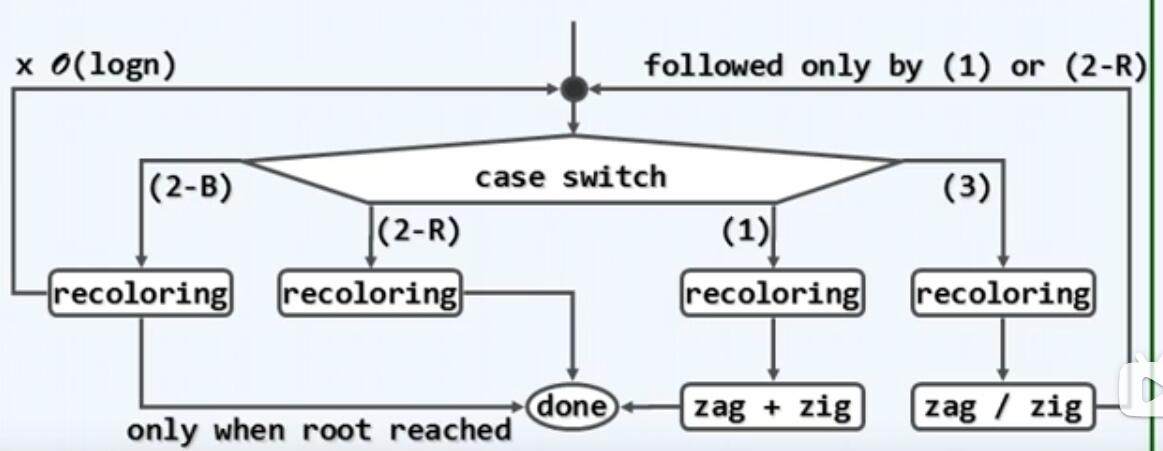 x O(logn)
followed only by (1) or (2-R)
case switch
(2-B)
(3)
(2-R)
(1)
recoloring
recoloring
recoloring
recoloring
done
zag + zig
zag / zig
only when root reached